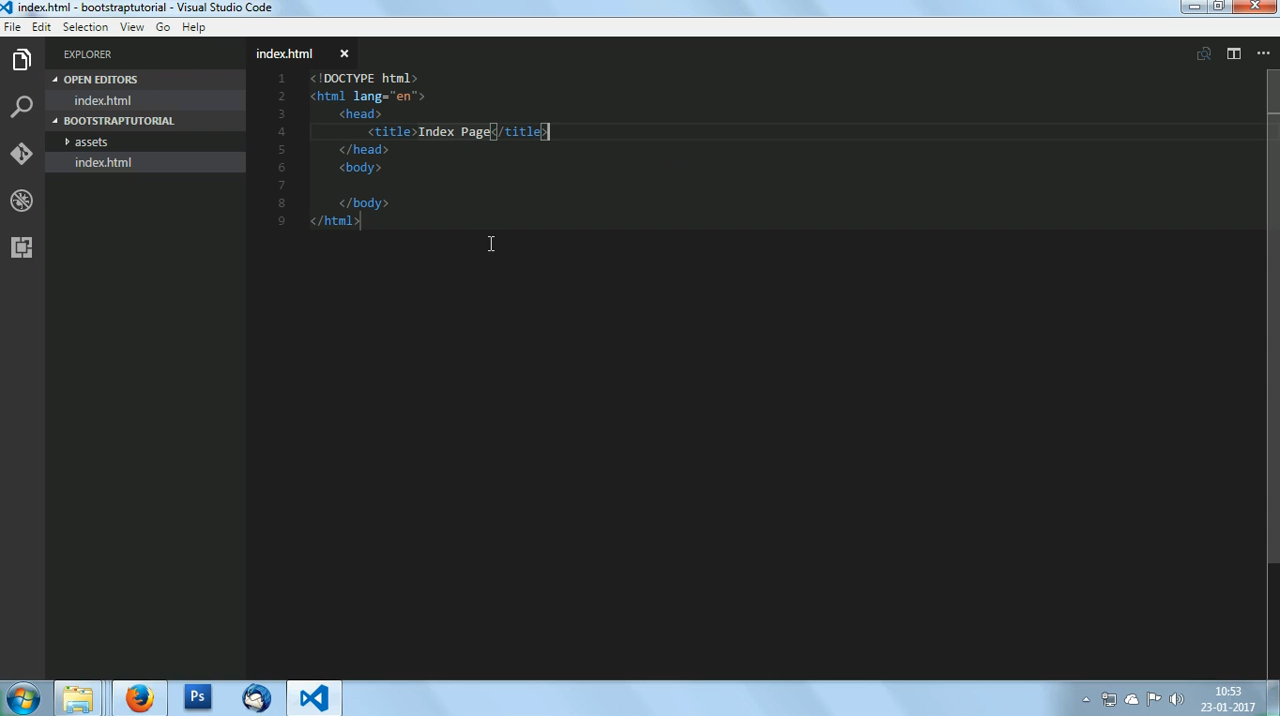 index.html - bootstraptutorial - Visual Studio Code
File Edit Selection View Go Help
EXPLORER
OPEN EDITORS
index.html
BOOTSTRAPTUTORIAL
assets
index.html
index.html
1 <!DOCTYPE html>
2 <html lang="en">
3 <head>
4 <title>Index Page</title>
5 </head>
6 <body>
7
8 </body>
9 </html>
Ps
10:53
23-01-2017